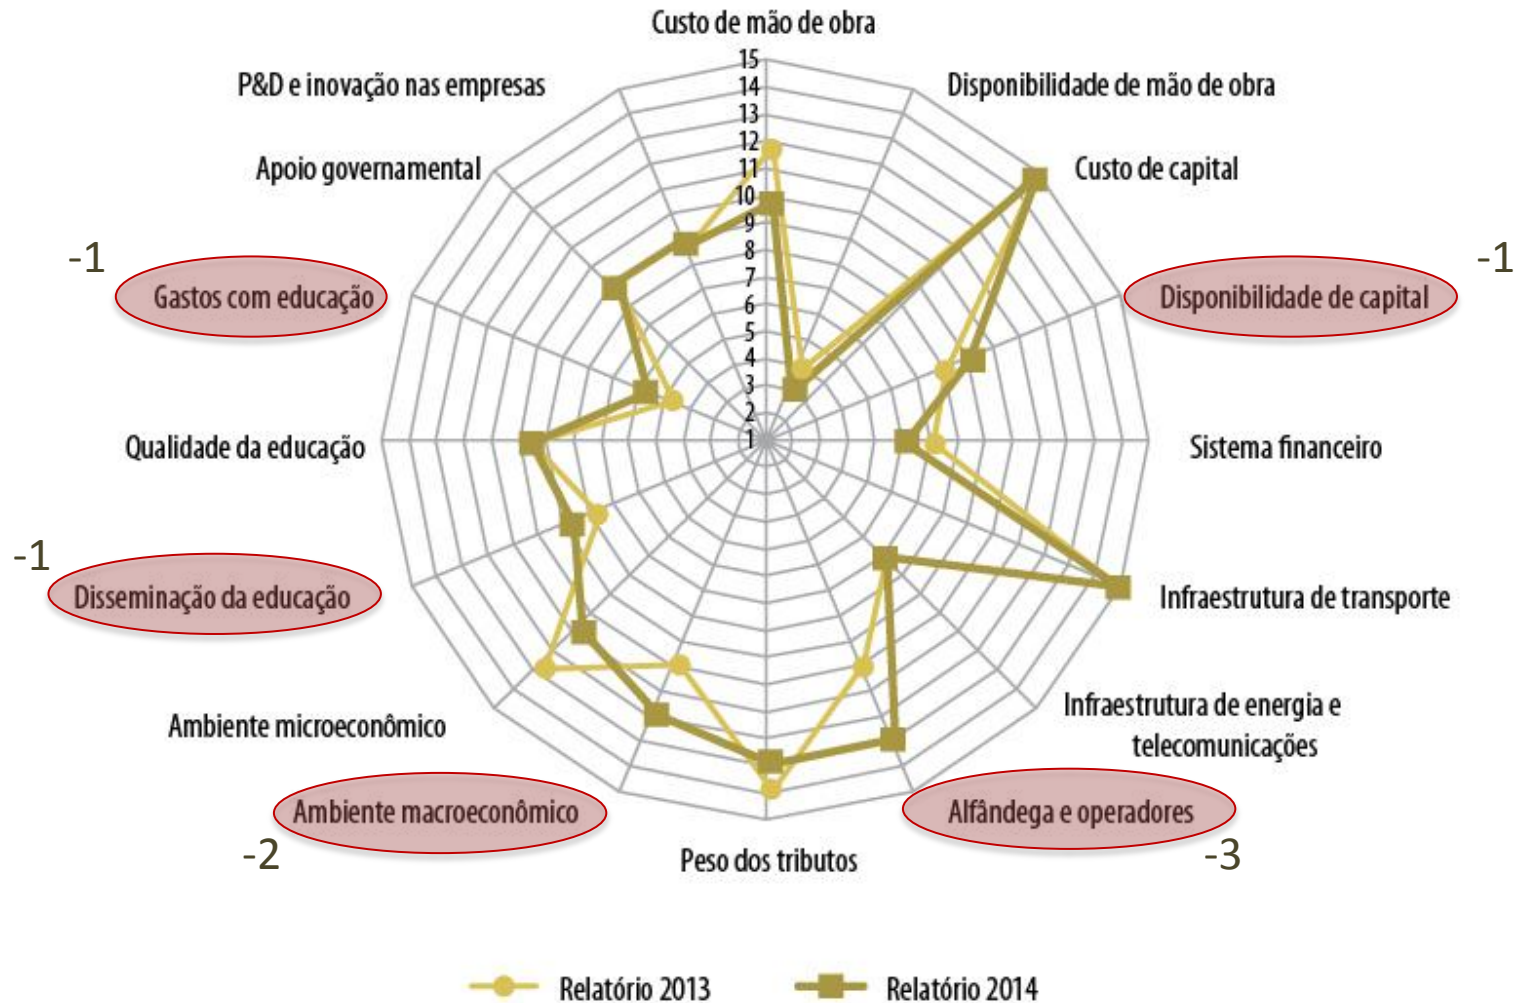 Custo de mão de obra
P&D e inovação nas empresas
Disponibilidade de mão de obra
Apoio governamental
Custo de capital
-1
Gastos com educação
-1
Disponibilidade de capital
Qualidade da educação
Sistema financeiro
-1
Disseminação da educação
Infraestrutura de transporte
Ambiente microeconômico
Infraestrutura de energia e
telecomunicações
Ambiente macroeconômico
-2
Alfândega e operadores
-3
Peso dos tributos
15
14
13
12
11
10
9
8
7
6
5
4
3
2
1
Relatório 2013
Relatório 2014